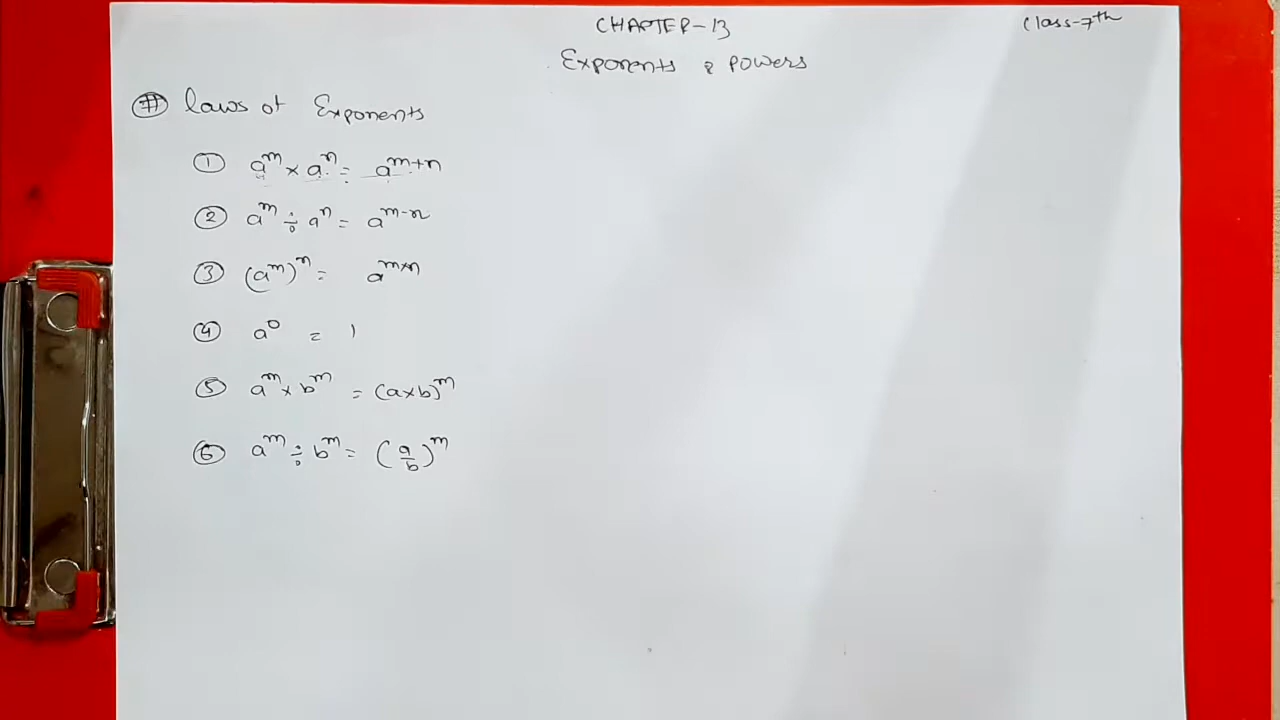 CHAPTER-13
Class-7th
Exponents & Powers
# Laws of Exponents
① a^m × a^n = a^m+n
② a^m ÷ a^n = a^m-n
③ (a^m)^n = a^m×n
④ a^0 = 1
⑤ a^m × b^m = (a×b)^m
⑥ a^m ÷ b^m = (a/b)^m